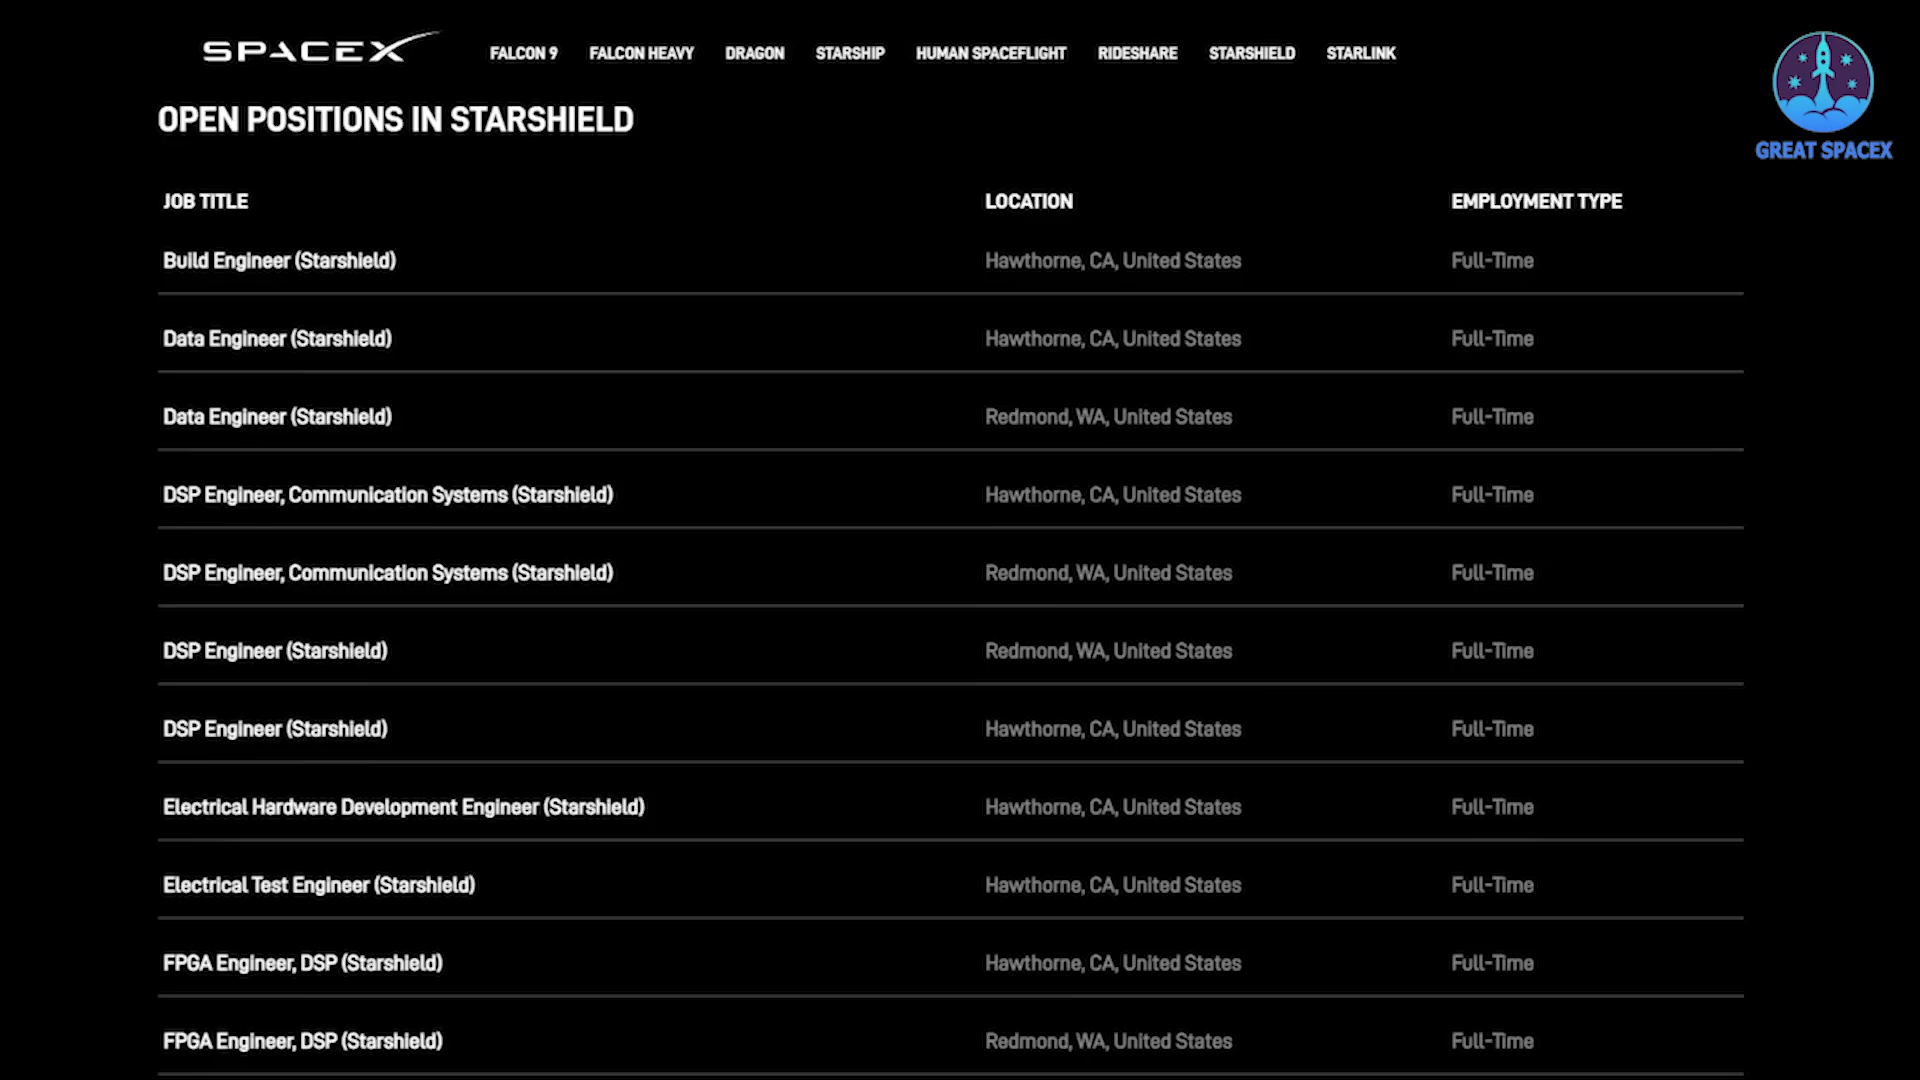 SPACEX FALCON 9 FALCON HEAVY DRAGON STARSHIP HUMAN SPACEFLIGHT RIDESHARE STARSHIELD STARLINK
GREAT SPACEX
OPEN POSITIONS IN STARSHIELD
JOB TITLE LOCATION EMPLOYMENT TYPE
Build Engineer (Starshield) Hawthorne, CA, United States Full-Time
Data Engineer (Starshield) Hawthorne, CA, United States Full-Time
Data Engineer (Starshield) Redmond, WA, United States Full-Time
DSP Engineer, Communication Systems (Starshield) Hawthorne, CA, United States Full-Time
DSP Engineer, Communication Systems (Starshield) Redmond, WA, United States Full-Time
DSP Engineer (Starshield) Redmond, WA, United States Full-Time
DSP Engineer (Starshield) Hawthorne, CA, United States Full-Time
Electrical Hardware Development Engineer (Starshield) Hawthorne, CA, United States Full-Time
Electrical Test Engineer (Starshield) Hawthorne, CA, United States Full-Time
FPGA Engineer, DSP (Starshield) Hawthorne, CA, United States Full-Time
FPGA Engineer, DSP (Starshield) Redmond, WA, United States Full-Time